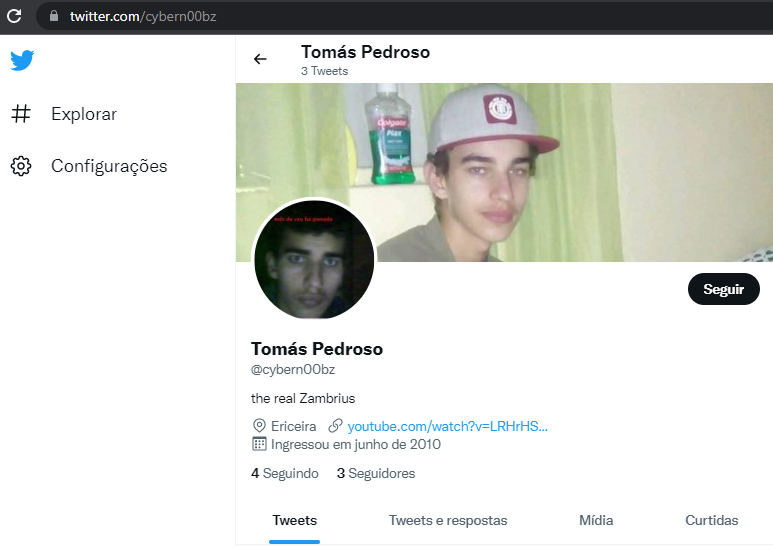 twitter.com/cybern00bz
Tomás Pedroso
3 Tweets
Explorar
Configurações
Colgate
Plax
Seguir
Tomás Pedroso
@cybern00bz
the real Zambrius
Ericeira youtube.com/watch?v=LRHrHS...
Ingressou em junho de 2010
4 Seguindo 3 Seguidores
Tweets Tweets e respostas Mídia Curtidas